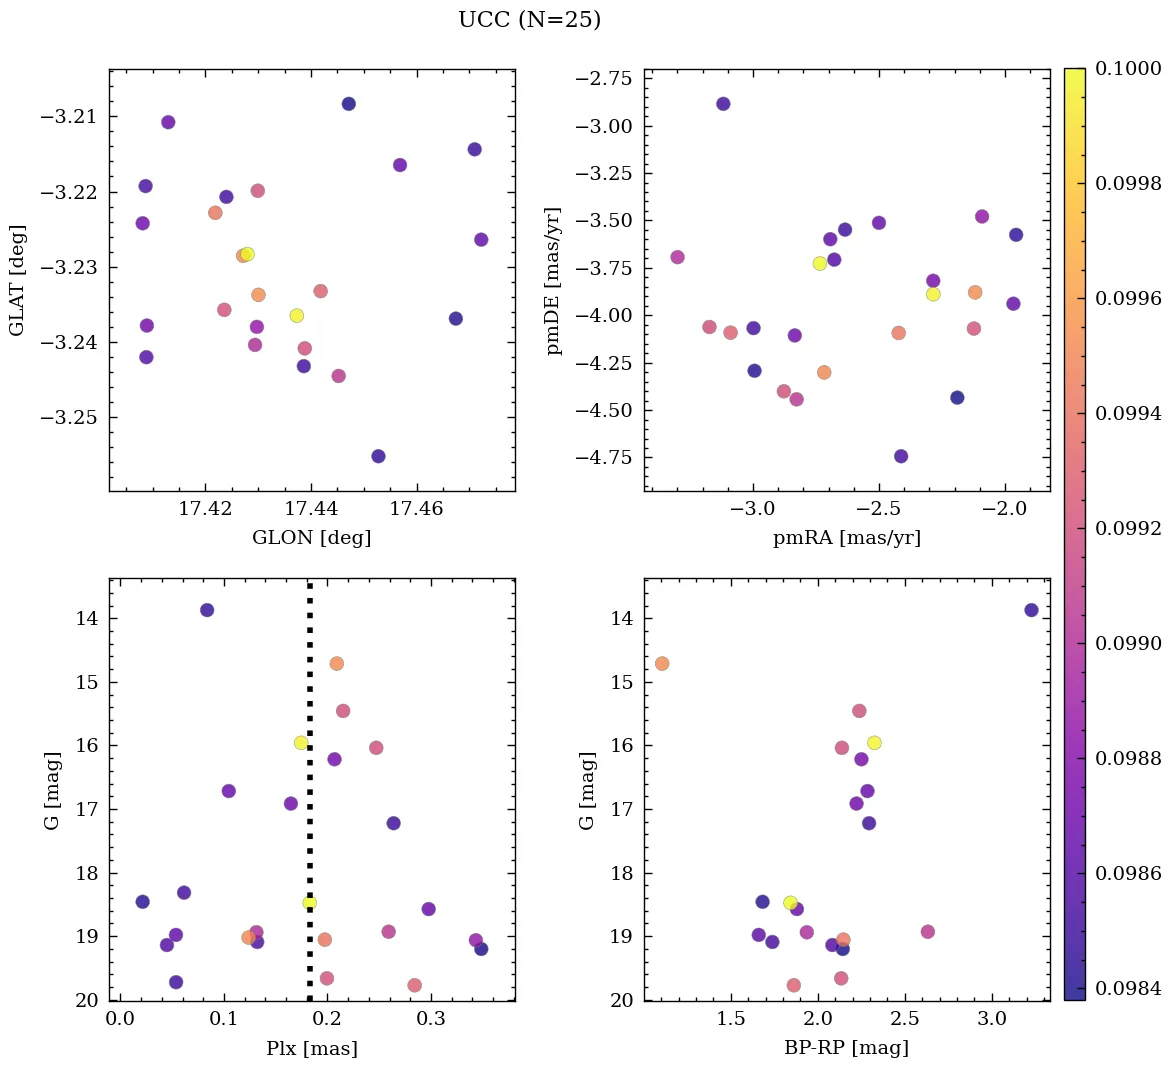 UCC (N=25)
−3.21
−3.22
−3.23
−3.24
−3.25
GLAT [deg]
17.42 17.44 17.46
GLON [deg]
−2.75
−3.00
−3.25
−3.50
−3.75
−4.00
−4.25
−4.50
−4.75
pmDE [mas/yr]
−3.0 −2.5 −2.0
pmRA [mas/yr]
14
15
16
17
18
19
20
G [mag]
0.0 0.1 0.2 0.3
Plx [mas]
14
15
16
17
18
19
20
G [mag]
1.5 2.0 2.5 3.0
BP-RP [mag]
0.1000
0.0998
0.0996
0.0994
0.0992
0.0990
0.0988
0.0986
0.0984